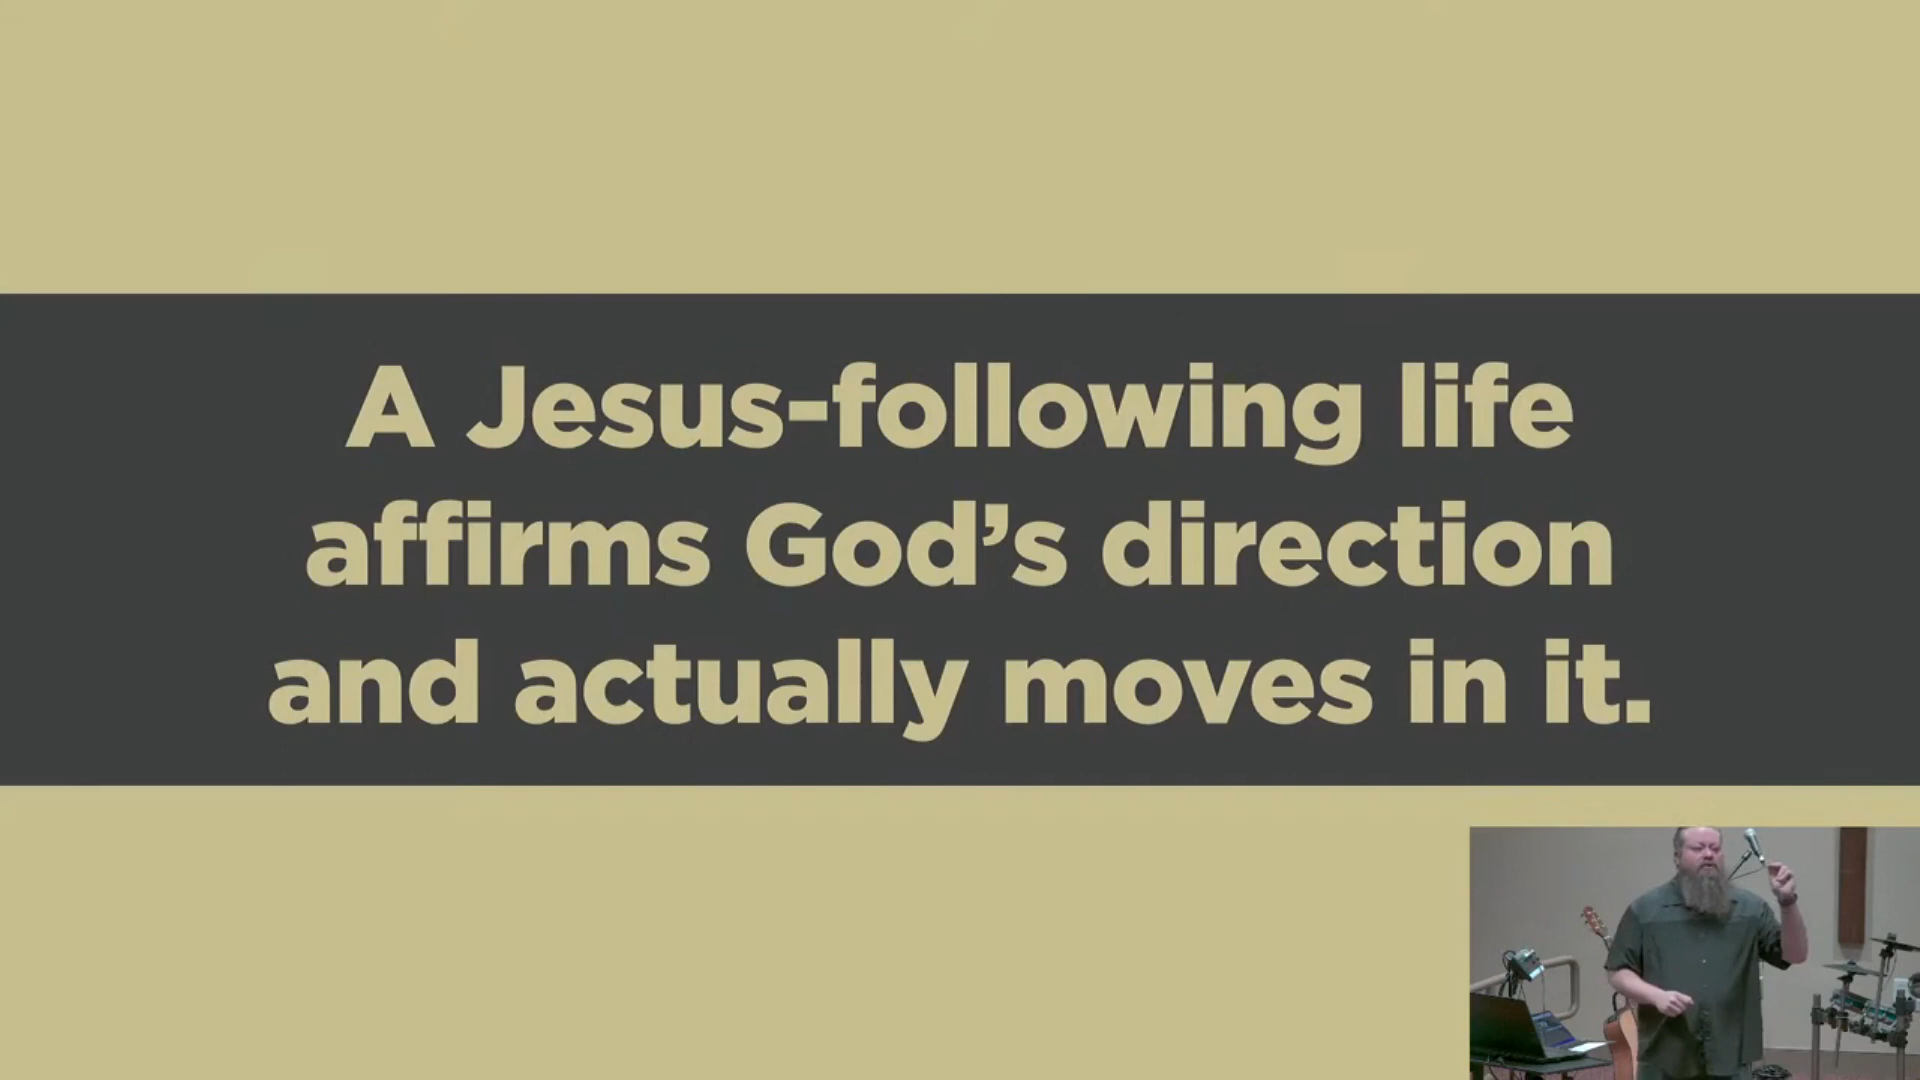 A Jesus-following life
affirms God’s direction
and actually moves in it.